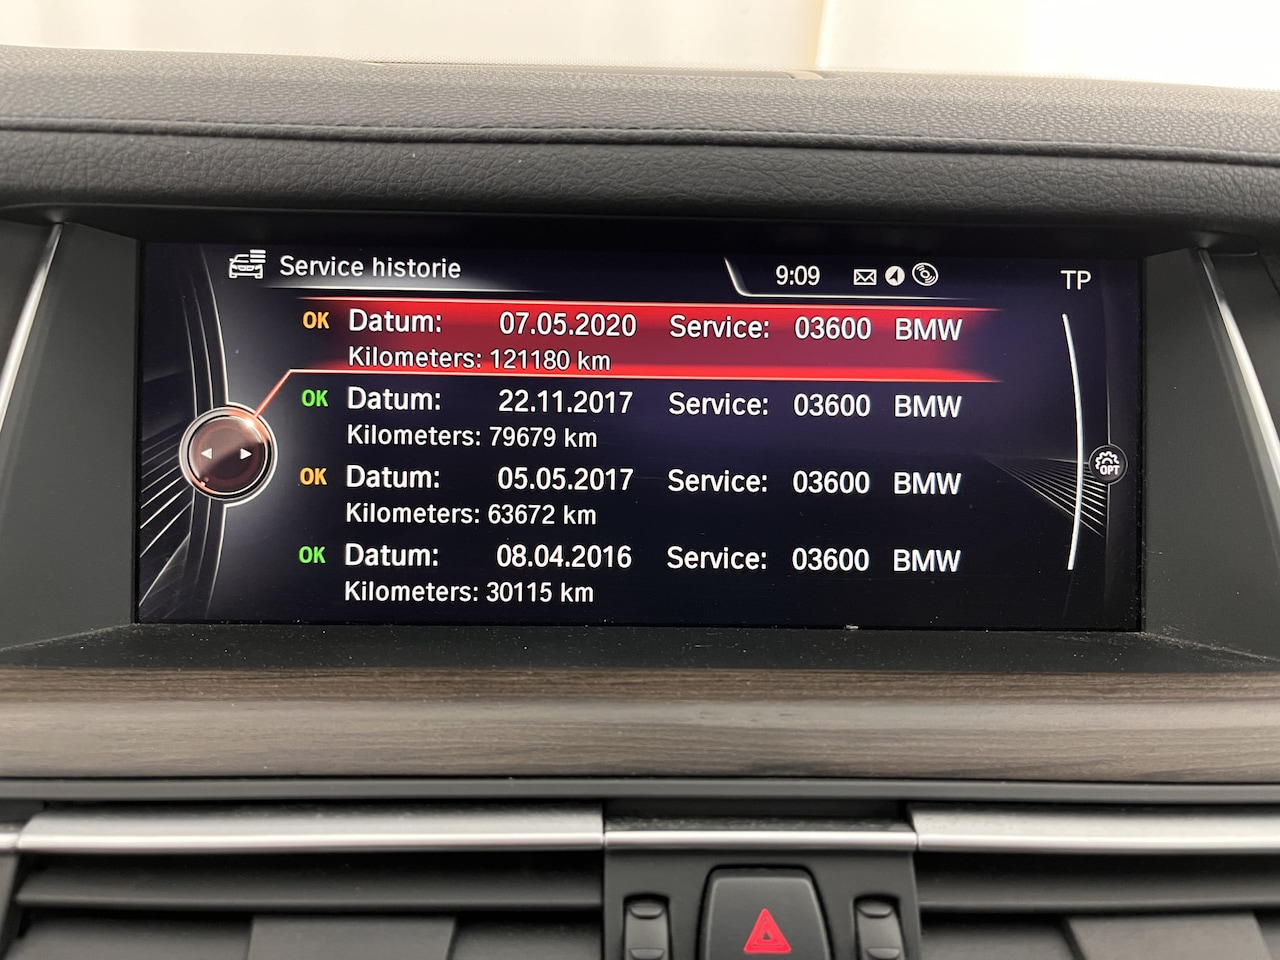 Service historie 9:09 TP
OK Datum: 07.05.2020 Service: 03600 BMW
Kilometers: 121180 km
OK Datum: 22.11.2017 Service: 03600 BMW
Kilometers: 79679 km
OPT
OK Datum: 05.05.2017 Service: 03600 BMW
Kilometers: 63672 km
OK Datum: 08.04.2016 Service: 03600 BMW
Kilometers: 30115 km